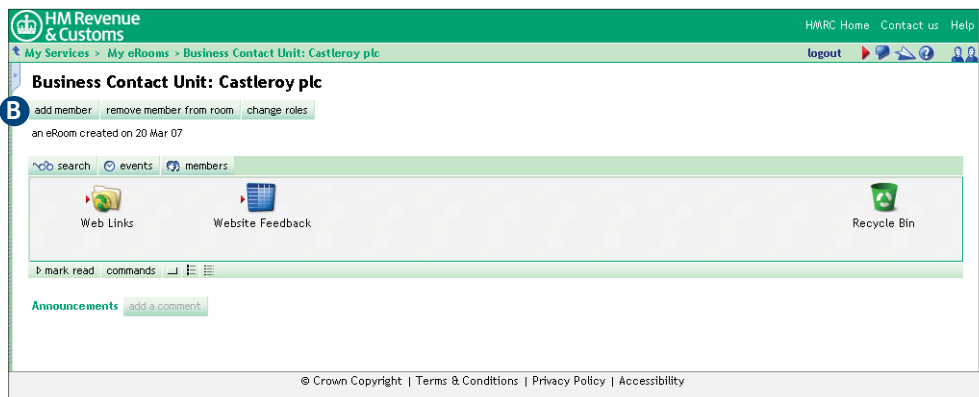 HM Revenue
& Customs
HMRC Home Contact us Help
My Services > My eRooms > Business Contact Unit: Castleroy plc
logout
Business Contact Unit: Castleroy plc
B
add member remove member from room change roles
an eRoom created on 20 Mar 07
search events members
Web Links Website Feedback Recycle Bin
mark read commands
Announcements add a comment
© Crown Copyright | Terms & Conditions | Privacy Policy | Accessibility